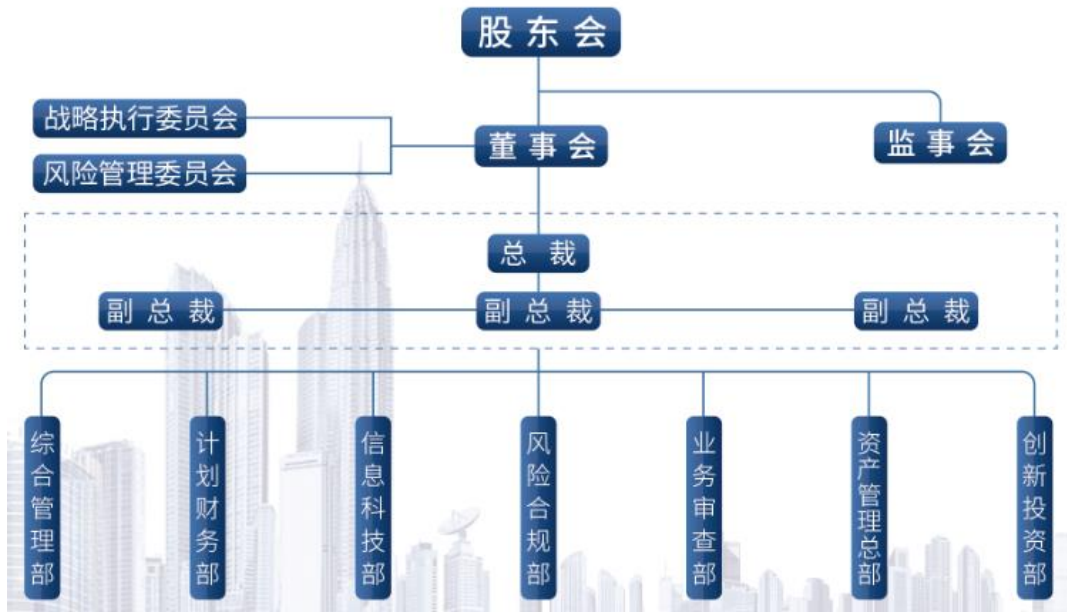 股东会
战略执行委员会
董事会
监事会
风险管理委员会
总裁
副总裁
副总裁
副总裁
综合管理部
计划财务部
信息科技部
风险合规部
业务审查部
资产管理总部
创新投资部